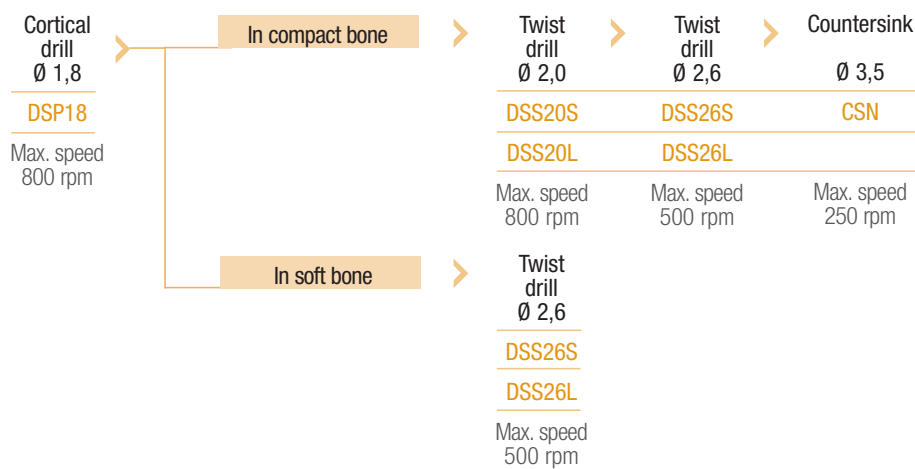 Cortical
drill
Ø 1,8
DSP18
Max. speed
800 rpm
In compact bone
Twist
drill
Ø 2,0
DSS20S
DSS20L
Max. speed
800 rpm
Twist
drill
Ø 2,6
DSS26S
DSS26L
Max. speed
500 rpm
Countersink
Ø 3,5
CSN
Max. speed
250 rpm
In soft bone
Twist
drill
Ø 2,6
DSS26S
DSS26L
Max. speed
500 rpm